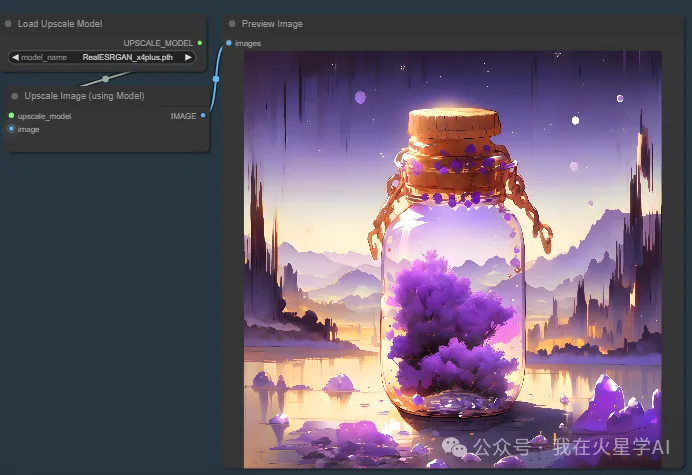 Load Upscale Model
UPSCALE_MODEL
model_name RealESRGAN_x4plus.pth
Upscale Image (using Model)
upscale_model IMAGE
image
Preview Image
images
公众号 · 我在火星学AI